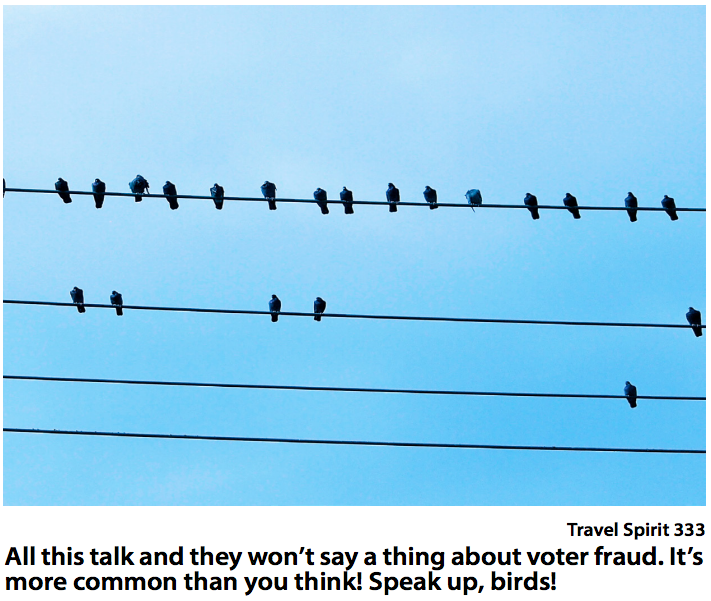 Travel Spirit 333
All this talk and they won’t say a thing about voter fraud. It’s
more common than you think! Speak up, birds!